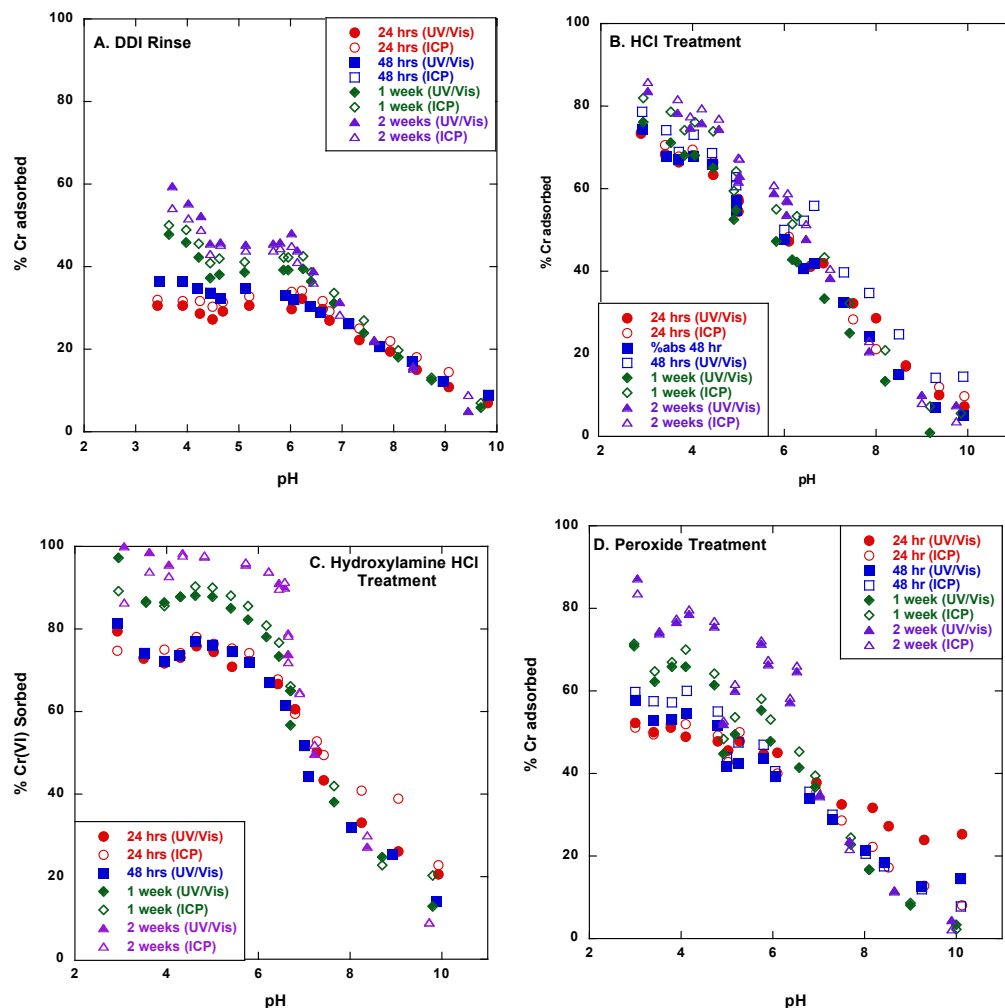 A. DDI Rinse
24 hrs (UV/Vis)
24 hrs (ICP)
48 hrs (UV/Vis)
48 hrs (ICP)
1 week (UV/Vis)
1 week (ICP)
2 weeks (UV/Vis)
2 weeks (ICP)
% Cr adsorbed
100
80
60
40
20
0
2 3 4 5 6 7 8 9 10
pH
B. HCl Treatment
24 hrs (UV/Vis)
24 hrs (ICP)
%abs 48 hr
48 hrs (UV/Vis)
1 week (UV/Vis)
1 week (ICP)
2 weeks (UV/Vis)
2 weeks (ICP)
% Cr adsorbed
100
80
60
40
20
0
2 4 6 8 10
pH
C. Hydroxylamine HCl
Treatment
24 hrs (UV/Vis)
24 hrs (ICP)
48 hrs (UV/Vis)
1 week (UV/Vis)
1 week (ICP)
2 weeks (UV/Vis)
2 weeks (ICP)
% Cr(VI) Sorbed
100
80
60
40
20
0
2 4 6 8 10
pH
D. Peroxide Treatment
24 hr (UV/Vis)
24 hr (ICP)
48 hr (UV/Vis)
48 hr (ICP)
1 week (UV/Vis)
1 week (ICP)
2 week (UV/vis)
2 week (ICP)
% Cr adsorbed
100
80
60
40
20
0
2 4 6 8 10
pH